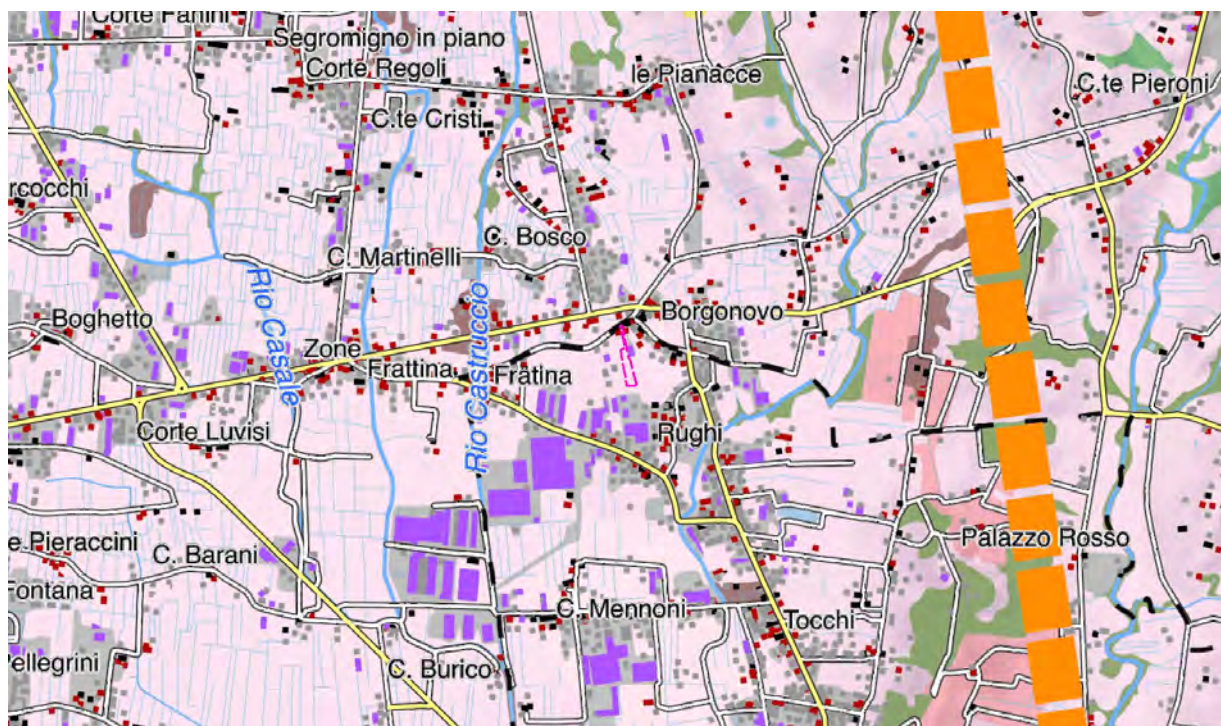 Corte Fanini
Segromigno in piano
Corte Regoli
le Pianacce
C.te Pieroni
C.te Cristi
rcocchi
C. Bosco
C. Martinelli
Rio Casale
Rio Castruccio
Borgonovo
Boghetto
Zone
Frattina
Fratina
Corte Luvisi
Rughi
e Pieraccini
C. Barani
Palazzo Rosso
Fontana
C. Mennoni
Tocchi
Pellegrini
C. Burico